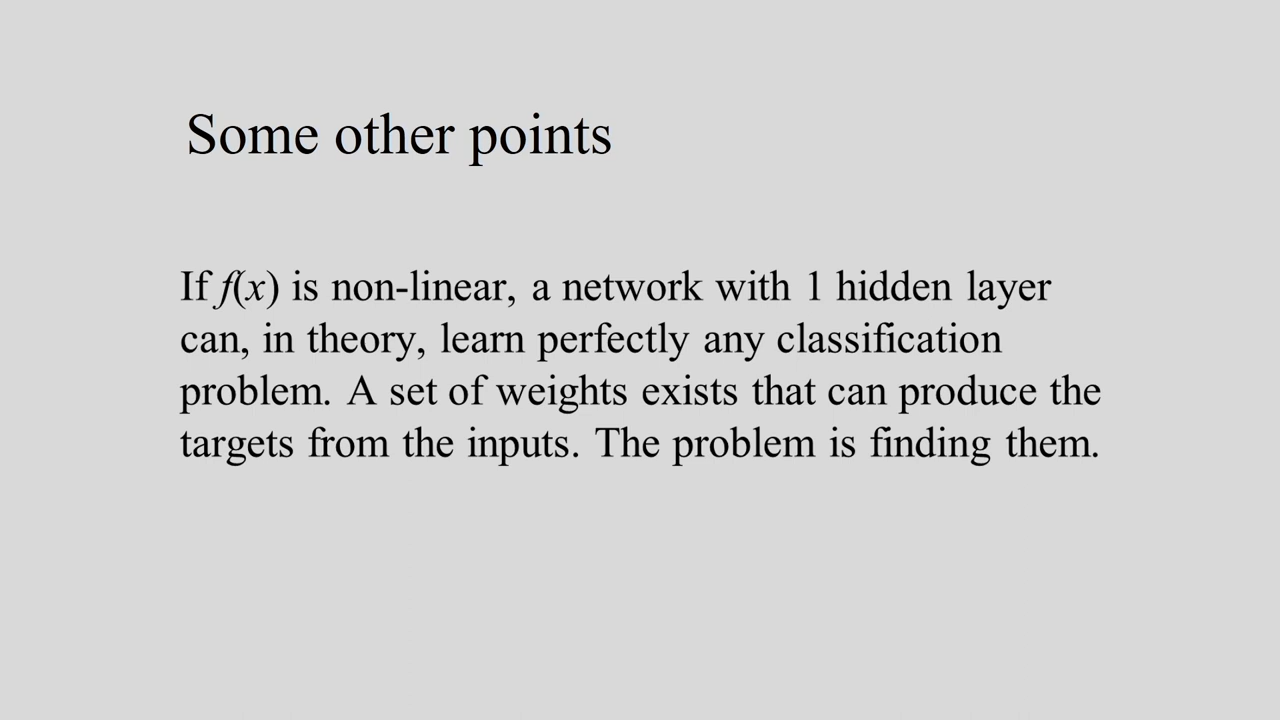 Some other points
If f(x) is non-linear, a network with 1 hidden layer
can, in theory, learn perfectly any classification
problem. A set of weights exists that can produce the
targets from the inputs. The problem is finding them.